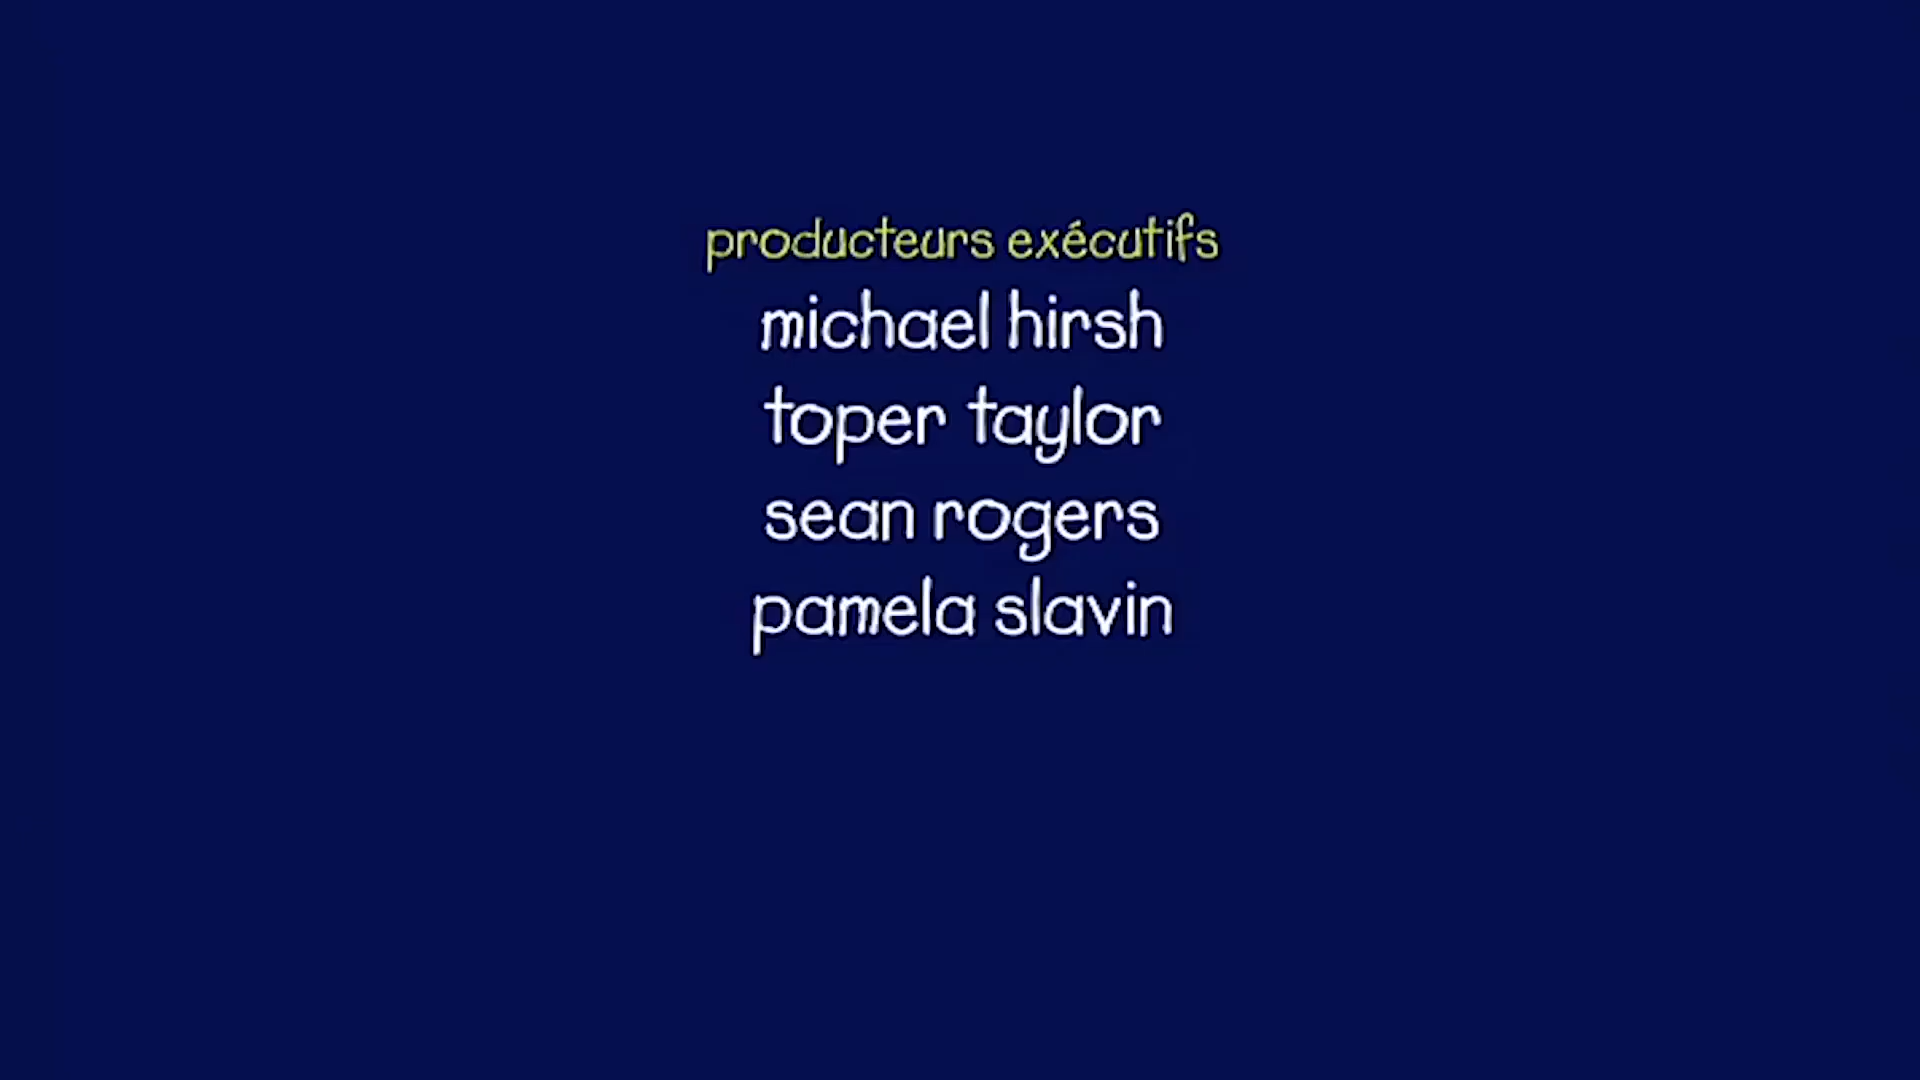 producteurs exécutifs
michael hirsh
toper taylor
sean rogers
pamela slavin